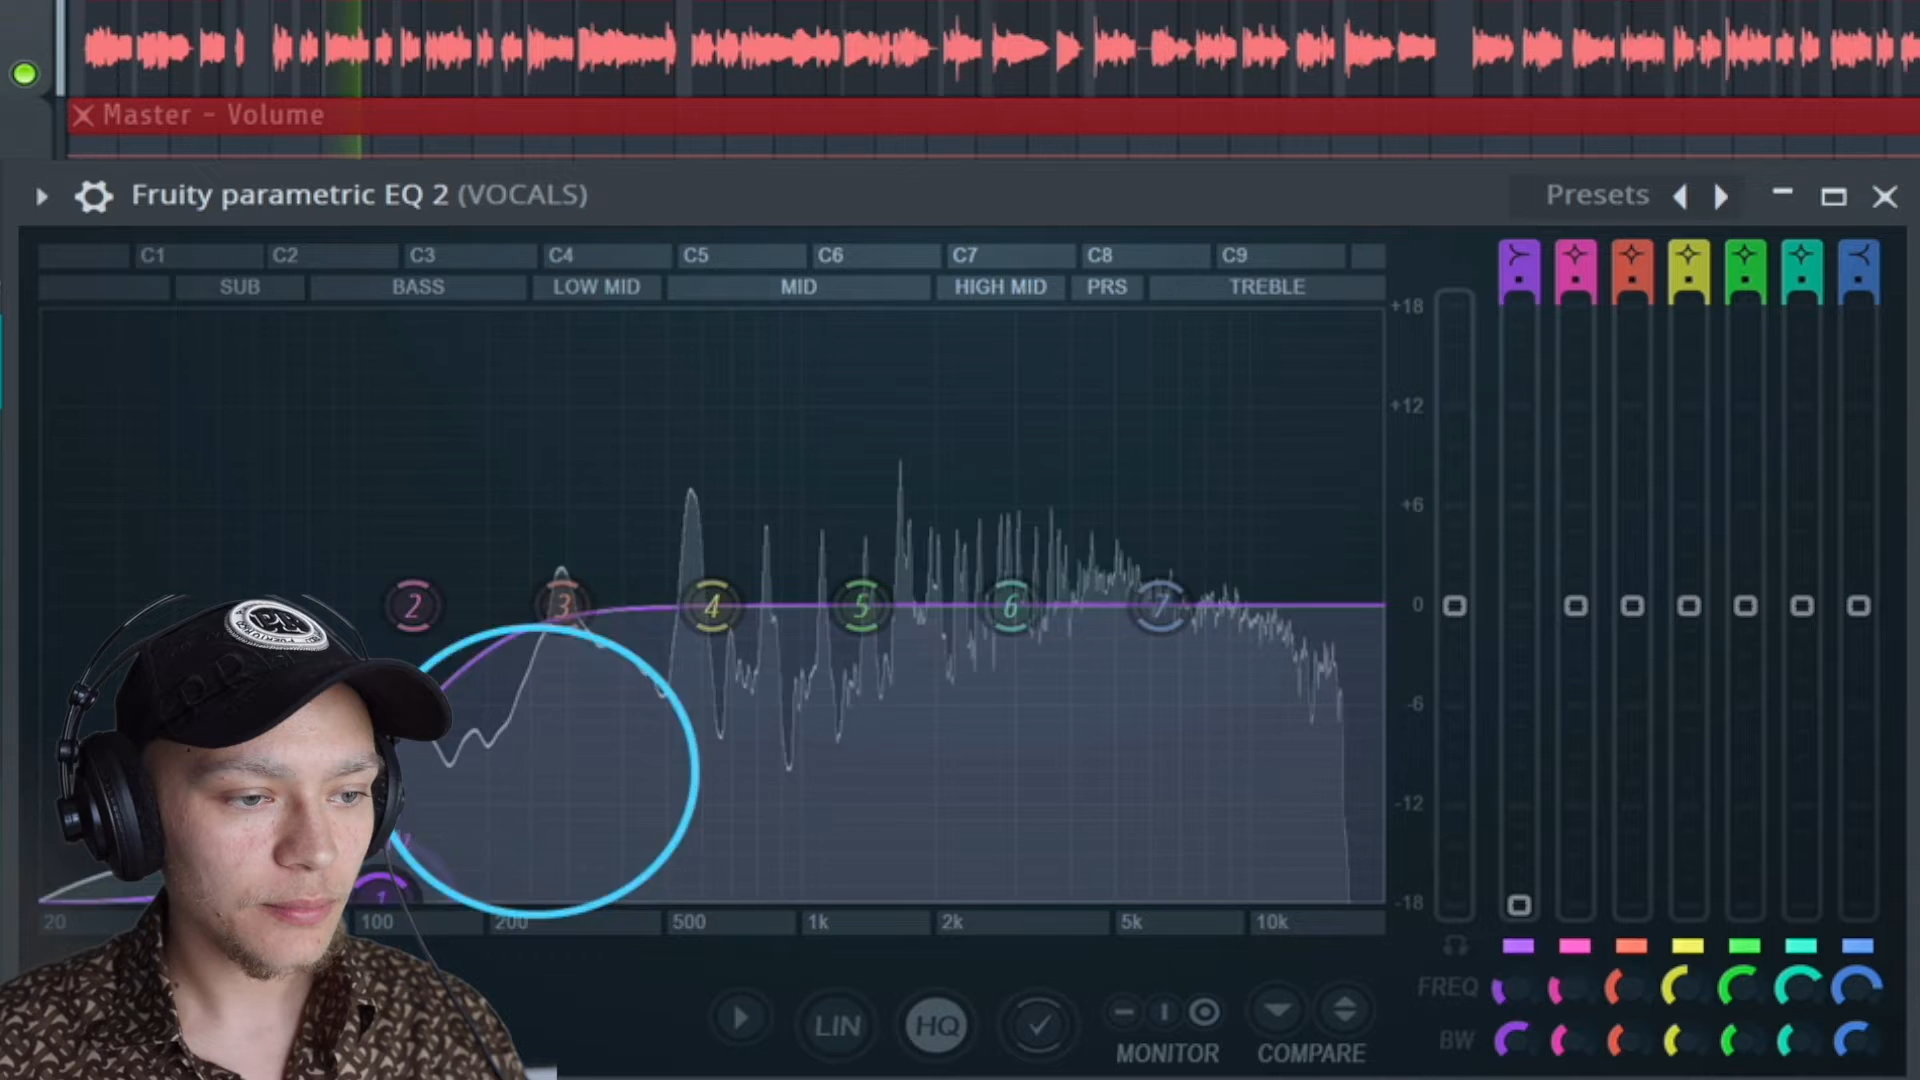 Master - Volume
Fruity parametric EQ 2 (VOCALS)
Presets
C1 C2 C3 C4 C5 C6 C7 C8 C9
SUB BASS LOW MID MID HIGH MID PRS TREBLE
+18
+12
+6
0
-6
-12
-18
2 3 4 5 6 7
1
20 100 200 500 1k 2k 5k 10k
FREQ
BW
LIN HQ
MONITOR COMPARE